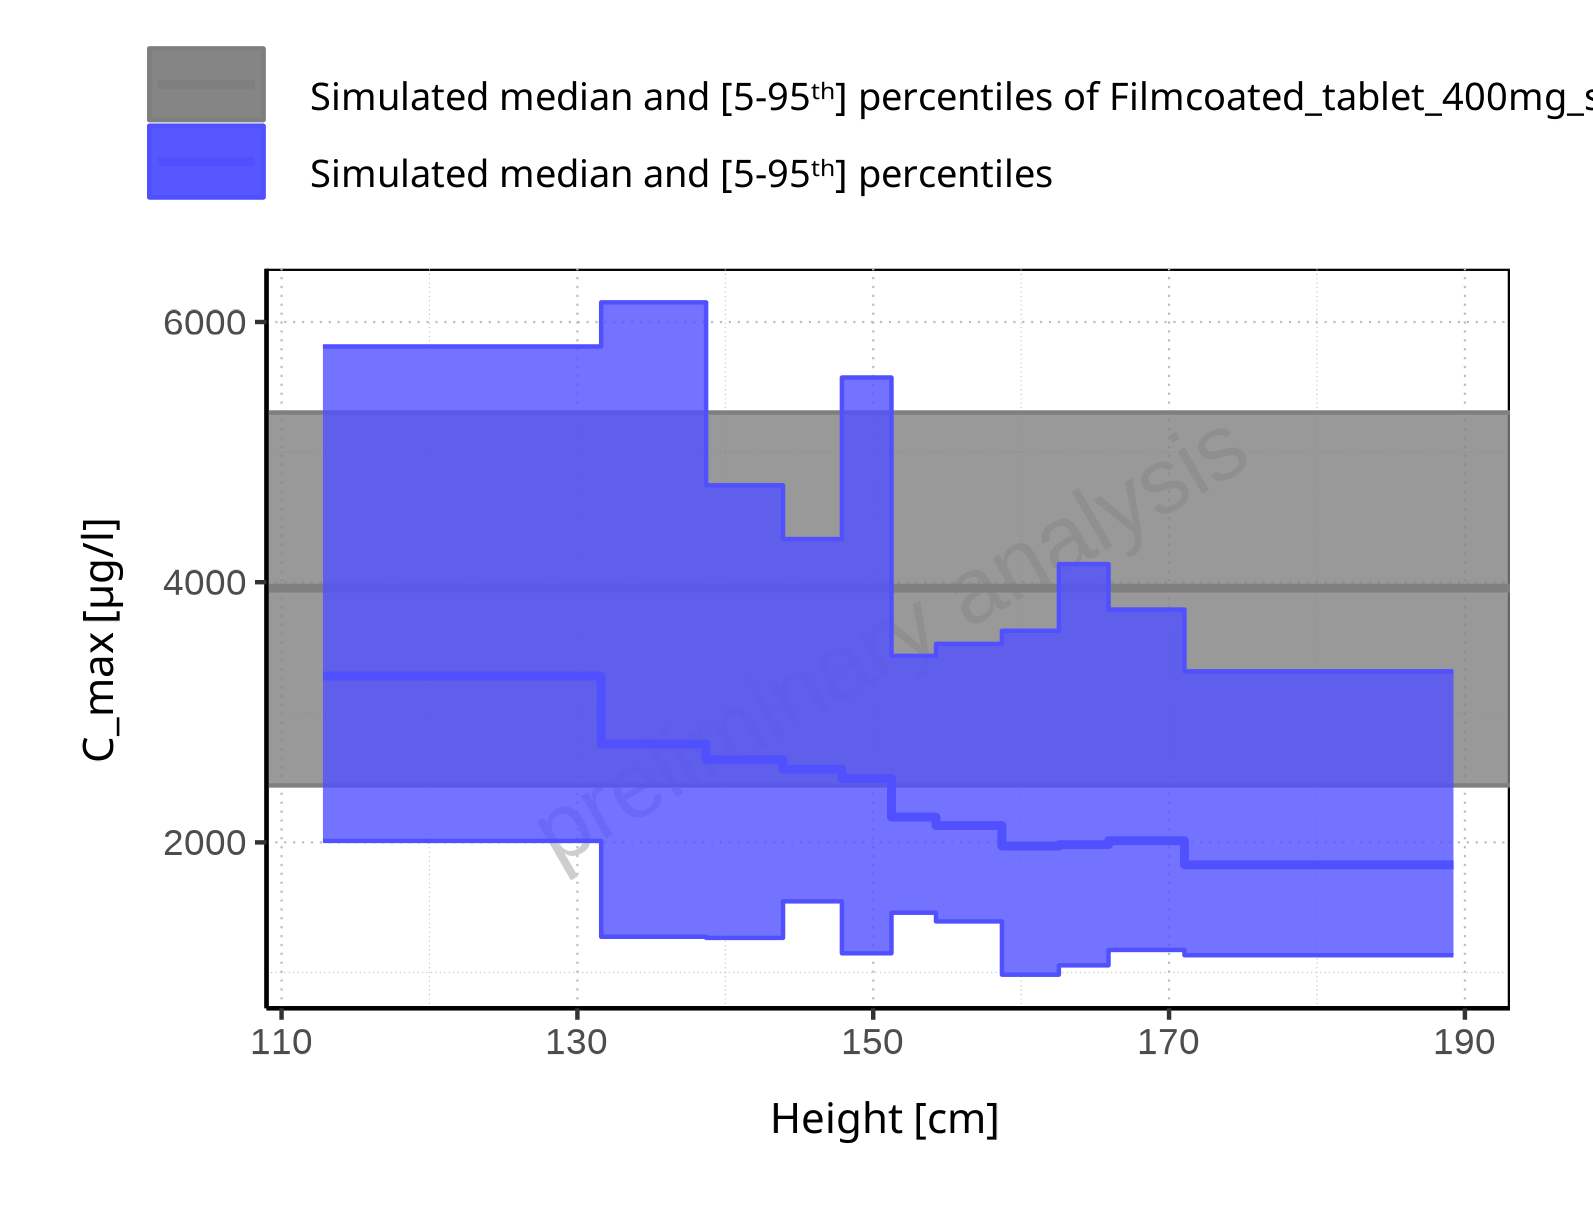 Simulated median and [5-95th] percentiles of Filmcoated_tablet_400mg_s
Simulated median and [5-95th] percentiles
6000
4000
2000
C_max [µg/l]
preliminary analysis
110 130 150 170 190
Height [cm]